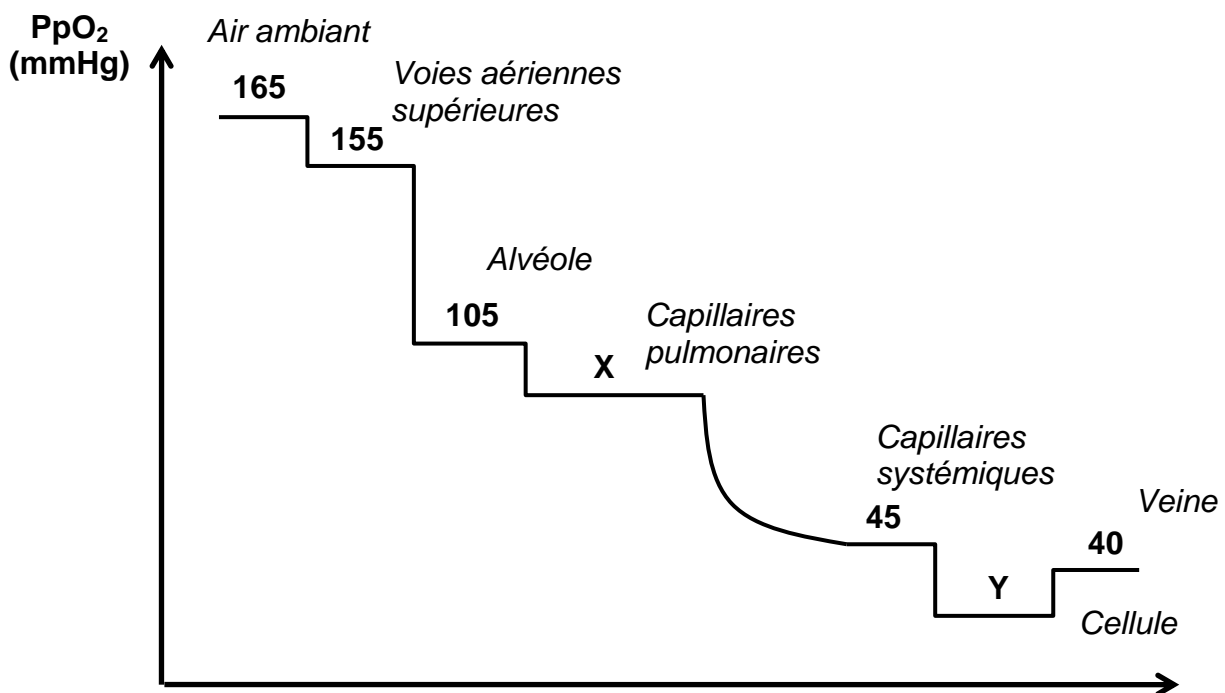 PpO₂
(mmHg)
Air ambiant
165
Voies aériennes
supérieures
155
Alvéole
105
Capillaires
pulmonaires
X
Capillaires
systémiques
45
Veine
40
Y
Cellule